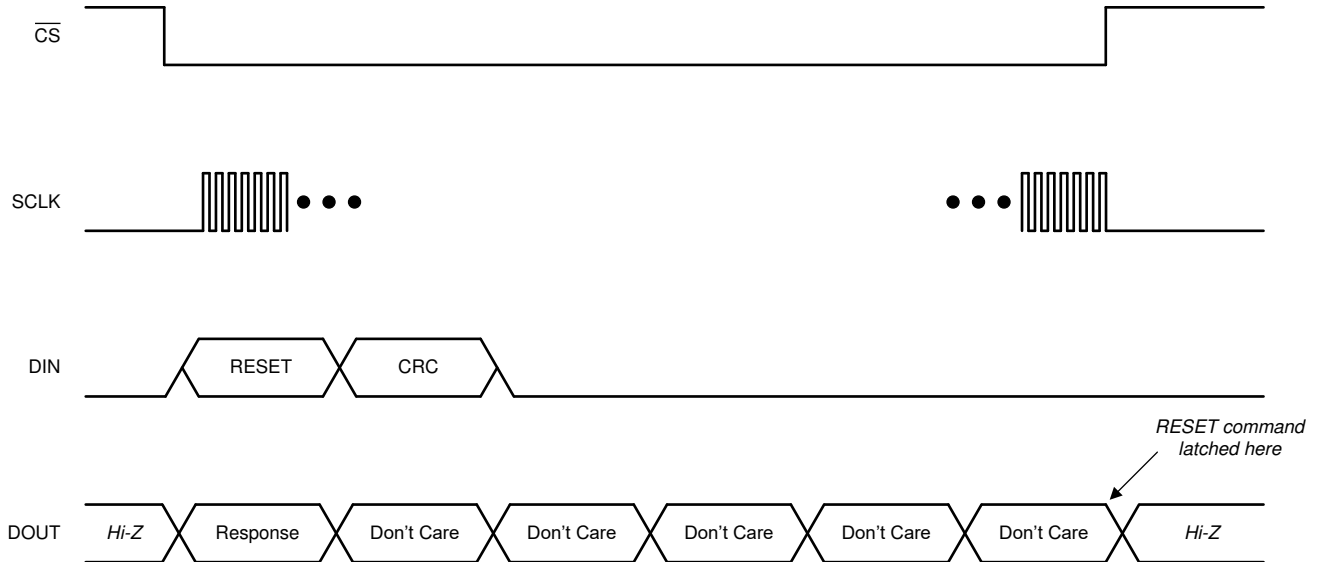 CS
SCLK
DIN
RESET
CRC
RESET command
latched here
DOUT
Hi-Z
Response
Don't Care
Don't Care
Don't Care
Don't Care
Don't Care
Hi-Z